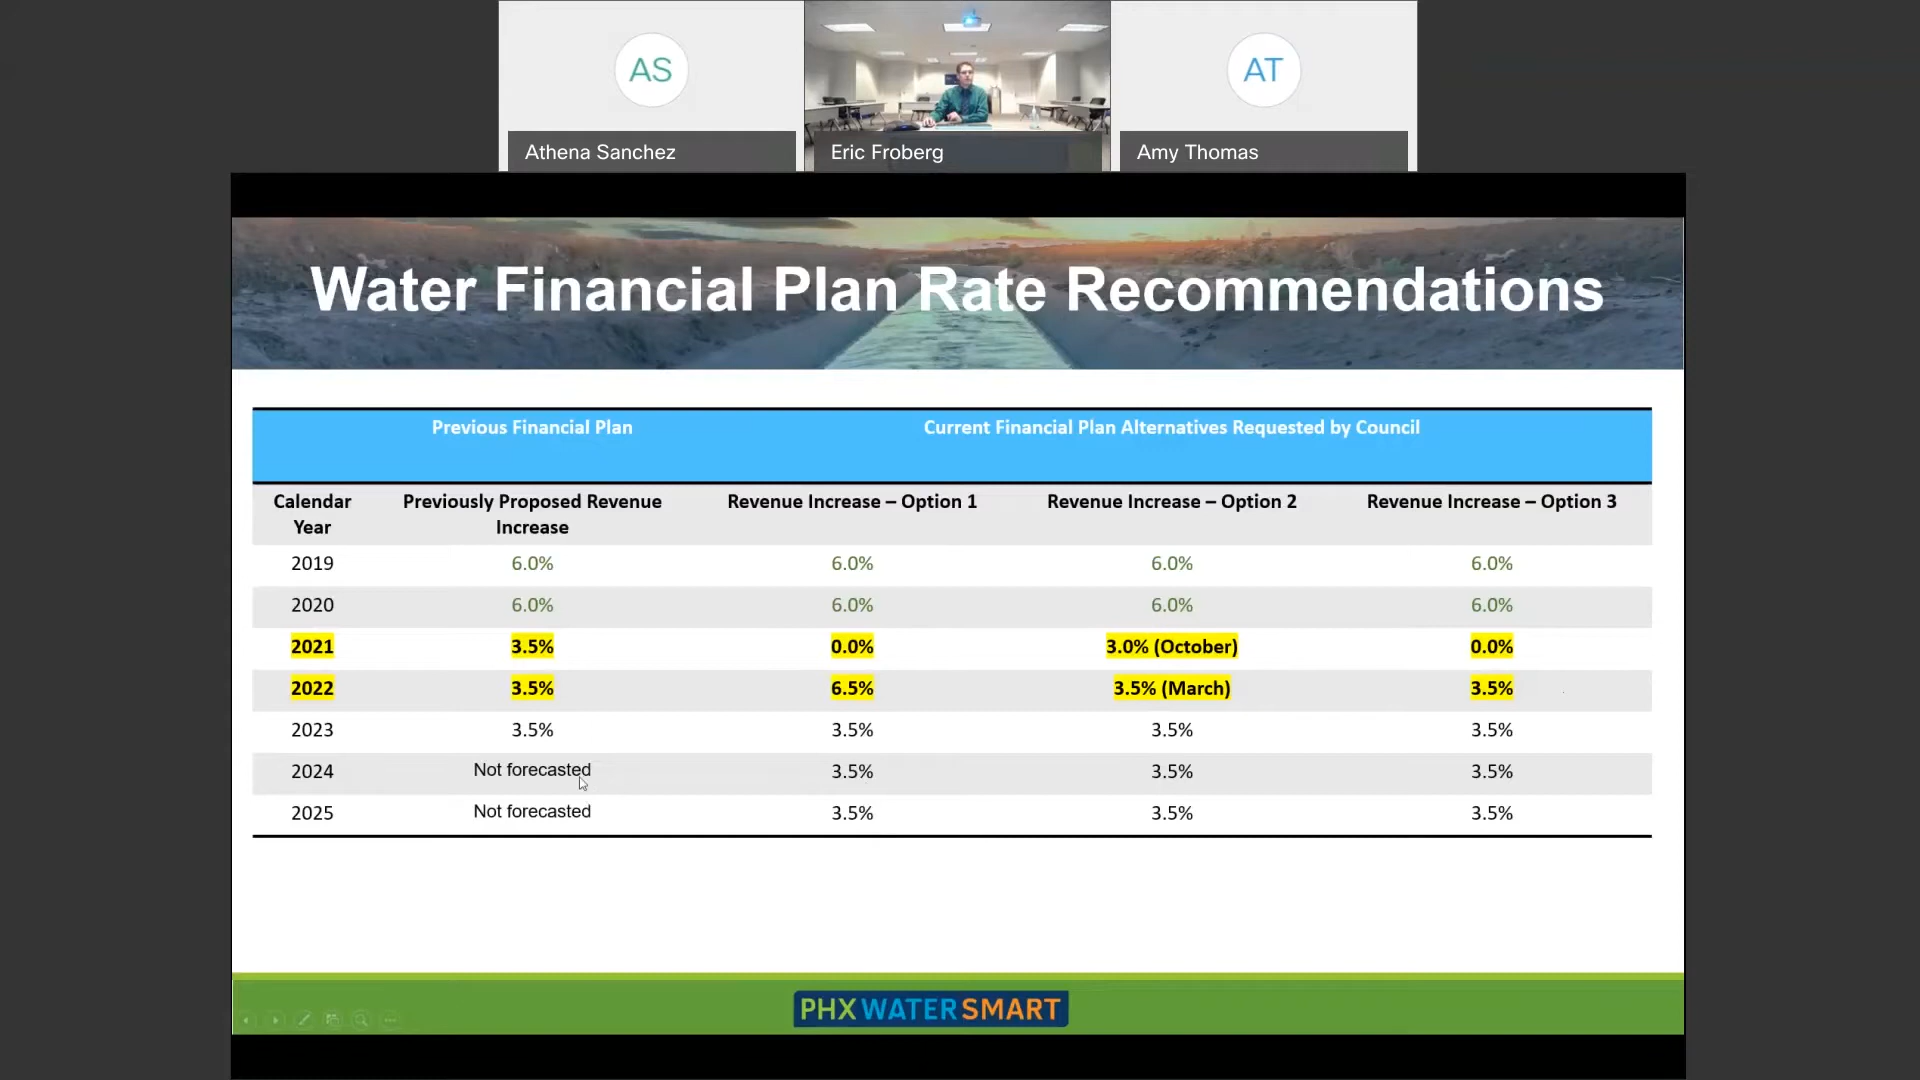 AS
AT
Athena Sanchez
Eric Froberg
Amy Thomas
Water Financial Plan Rate Recommendations
Previous Financial Plan Current Financial Plan Alternatives Requested by Council
Calendar Year Previously Proposed Revenue Increase Revenue Increase – Option 1 Revenue Increase – Option 2 Revenue Increase – Option 3
2019 6.0% 6.0% 6.0% 6.0%
2020 6.0% 6.0% 6.0% 6.0%
2021 3.5% 0.0% 3.0% (October) 0.0%
2022 3.5% 6.5% 3.5% (March) 3.5%
2023 3.5% 3.5% 3.5% 3.5%
2024 Not forecasted 3.5% 3.5% 3.5%
2025 Not forecasted 3.5% 3.5% 3.5%
PHX WATER SMART